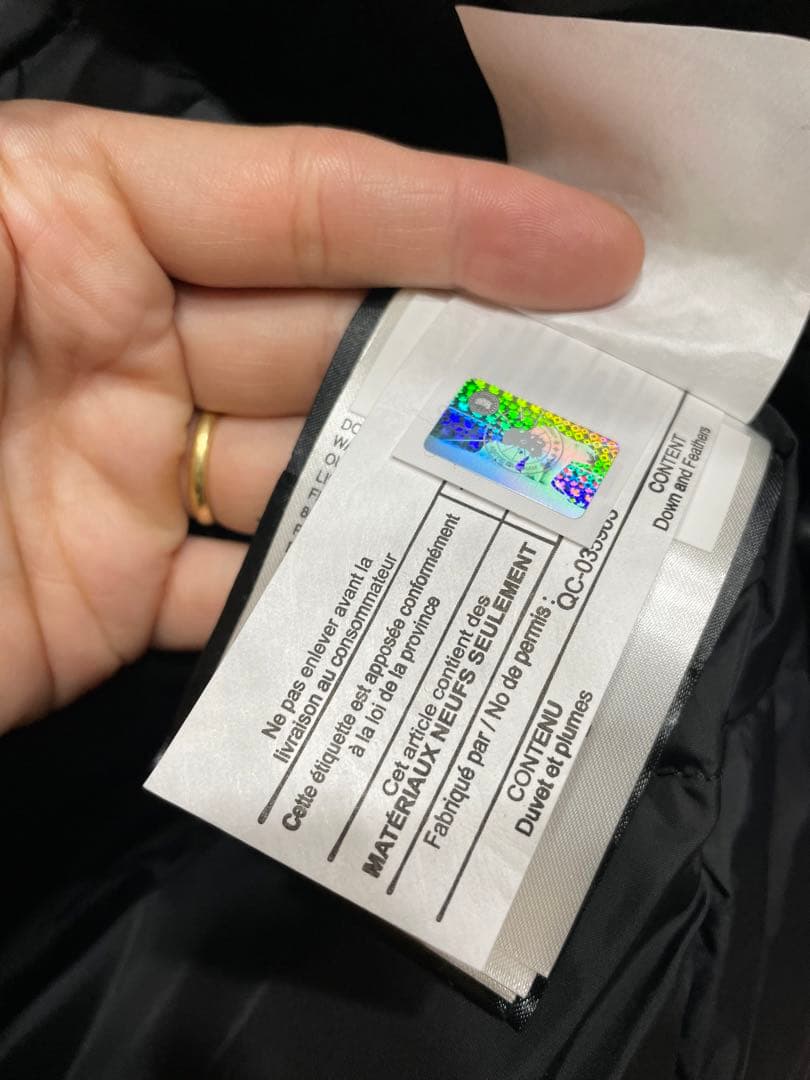 Ne pas enlever avant la
livraison au consommateur
Cette étiquette est apposée conformément
à la loi de la province
Cet article contient des
MATÉRIAUX NEUFS SEULEMENT
Fabriqué par / No de permis :
CONTENU
Duvet et plumes
CONTENT
Down and Feathers